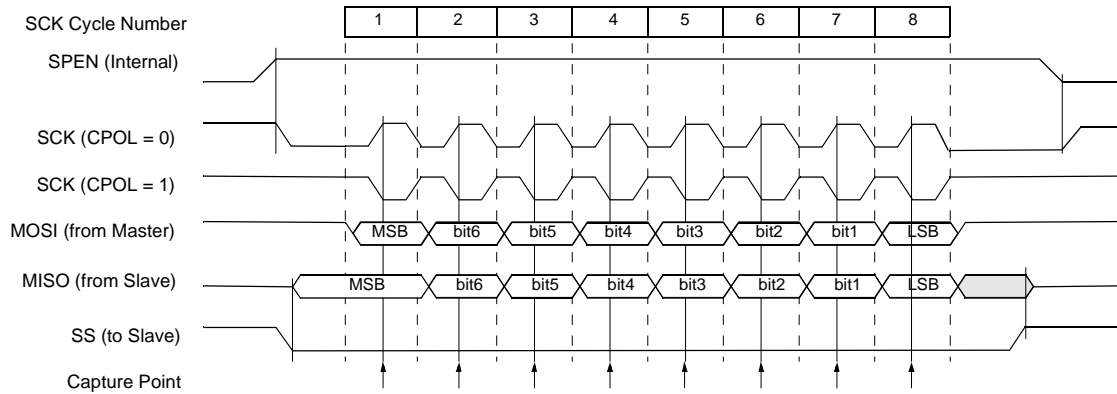 SCK Cycle Number 1 2 3 4 5 6 7 8
SPEN (Internal)
SCK (CPOL = 0)
SCK (CPOL = 1)
MOSI (from Master) MSB bit6 bit5 bit4 bit3 bit2 bit1 LSB
MISO (from Slave) MSB bit6 bit5 bit4 bit3 bit2 bit1 LSB
SS (to Slave)
Capture Point